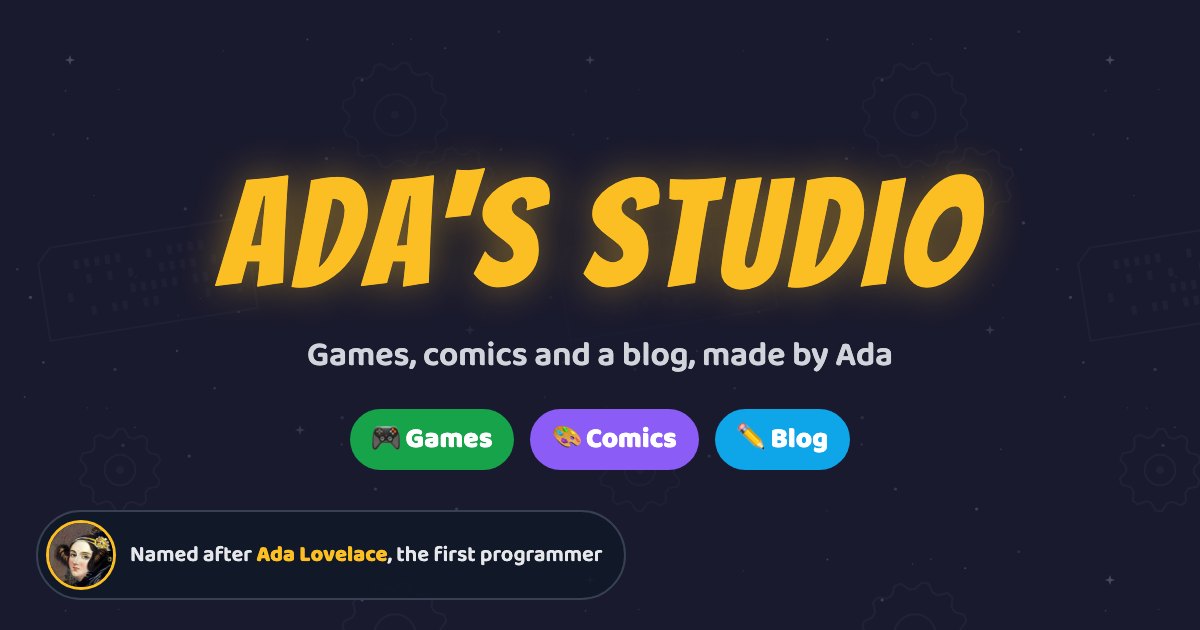 ADA'S STUDIO
Games, comics and a blog, made by Ada
🎮 Games
🎨 Comics
✏️ Blog
Named after Ada Lovelace, the first programmer